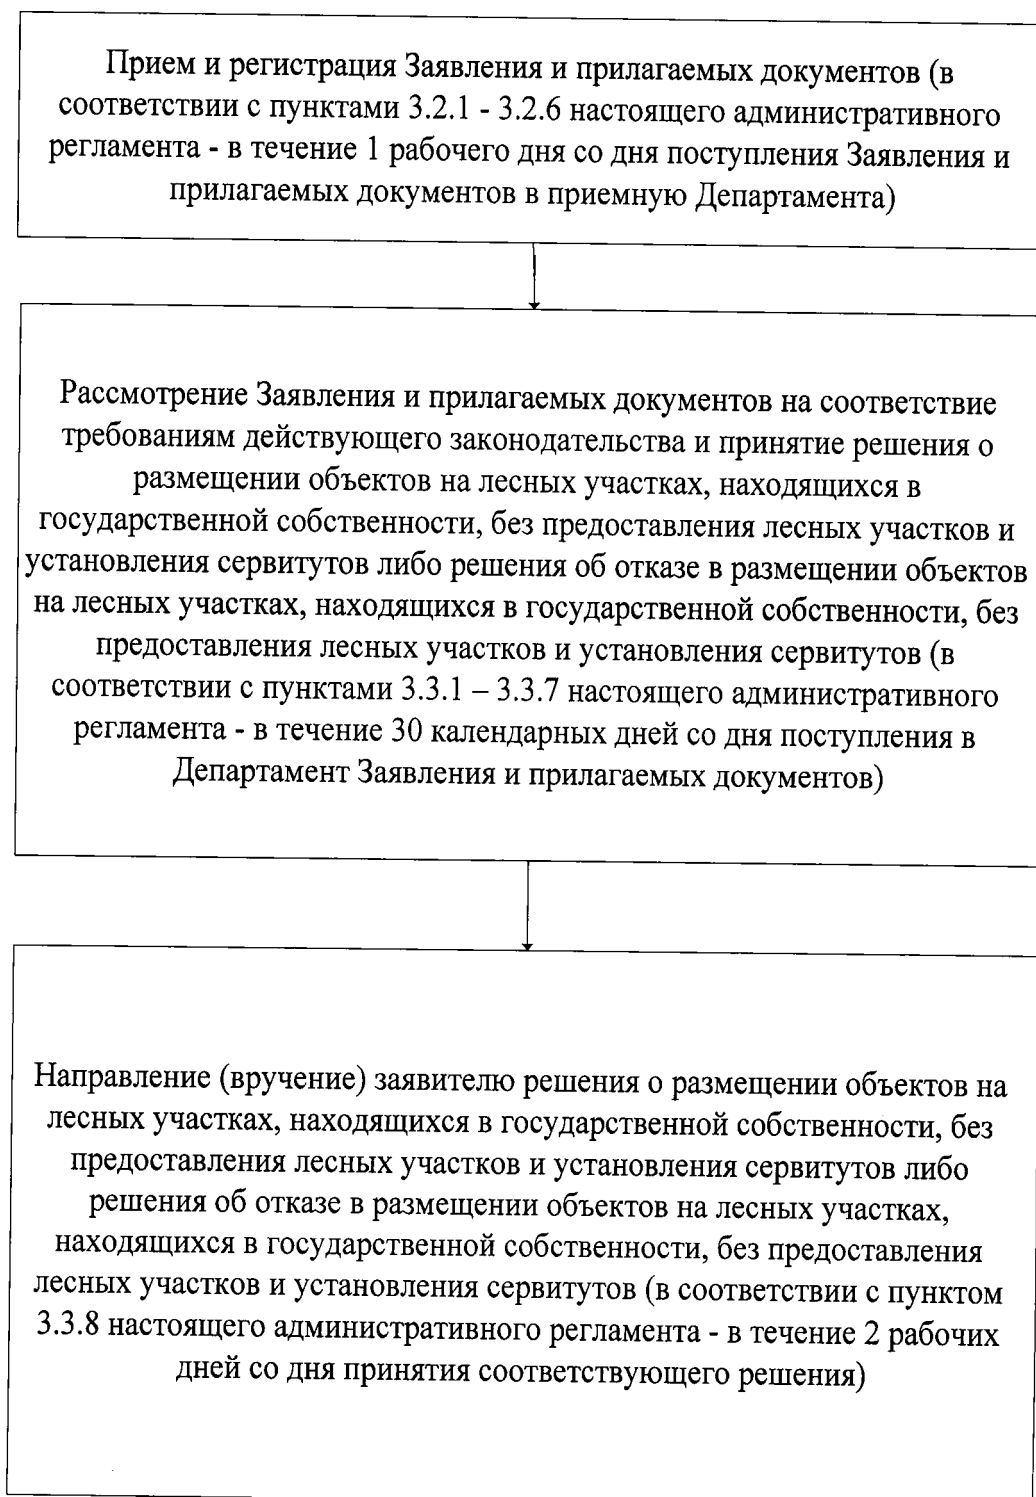 Прием и регистрация Заявления и прилагаемых документов (в
соответствии с пунктами 3.2.1 - 3.2.6 настоящего административного
регламента - в течение 1 рабочего дня со дня поступления Заявления и
прилагаемых документов в приемную Департамента)
Рассмотрение Заявления и прилагаемых документов на соответствие
требованиям действующего законодательства и принятие решения о
размещении объектов на лесных участках, находящихся в
государственной собственности, без предоставления лесных участков и
установления сервитутов либо решения об отказе в размещении объектов
на лесных участках, находящихся в государственной собственности, без
предоставления лесных участков и установления сервитутов (в
соответствии с пунктами 3.3.1 – 3.3.7 настоящего административного
регламента - в течение 30 календарных дней со дня поступления в
Департамент Заявления и прилагаемых документов)
Направление (вручение) заявителю решения о размещении объектов на
лесных участках, находящихся в государственной собственности, без
предоставления лесных участков и установления сервитутов либо
решения об отказе в размещении объектов на лесных участках,
находящихся в государственной собственности, без предоставления
лесных участков и установления сервитутов (в соответствии с пунктом
3.3.8 настоящего административного регламента - в течение 2 рабочих
дней со дня принятия соответствующего решения)